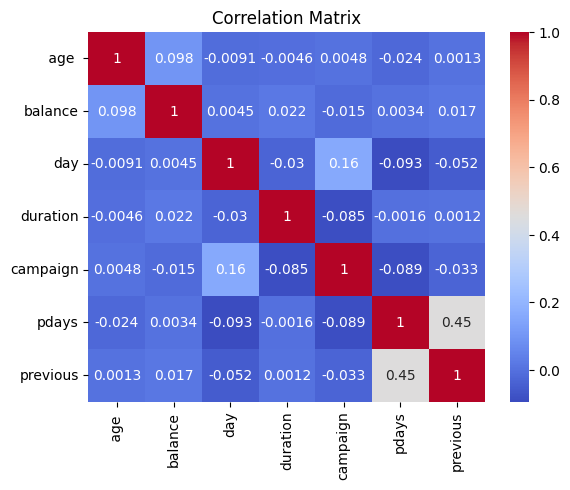 Correlation Matrix
age 1 0.098 -0.0091 -0.0046 0.0048 -0.024 0.0013
balance 0.098 1 0.0045 0.022 -0.015 0.0034 0.017
day -0.0091 0.0045 1 -0.03 0.16 -0.093 -0.052
duration -0.0046 0.022 -0.03 1 -0.085 -0.0016 0.0012
campaign 0.0048 -0.015 0.16 -0.085 1 -0.089 -0.033
pdays -0.024 0.0034 -0.093 -0.0016 -0.089 1 0.45
previous 0.0013 0.017 -0.052 0.0012 -0.033 0.45 1
age balance day duration campaign pdays previous
1.0
0.8
0.6
0.4
0.2
0.0